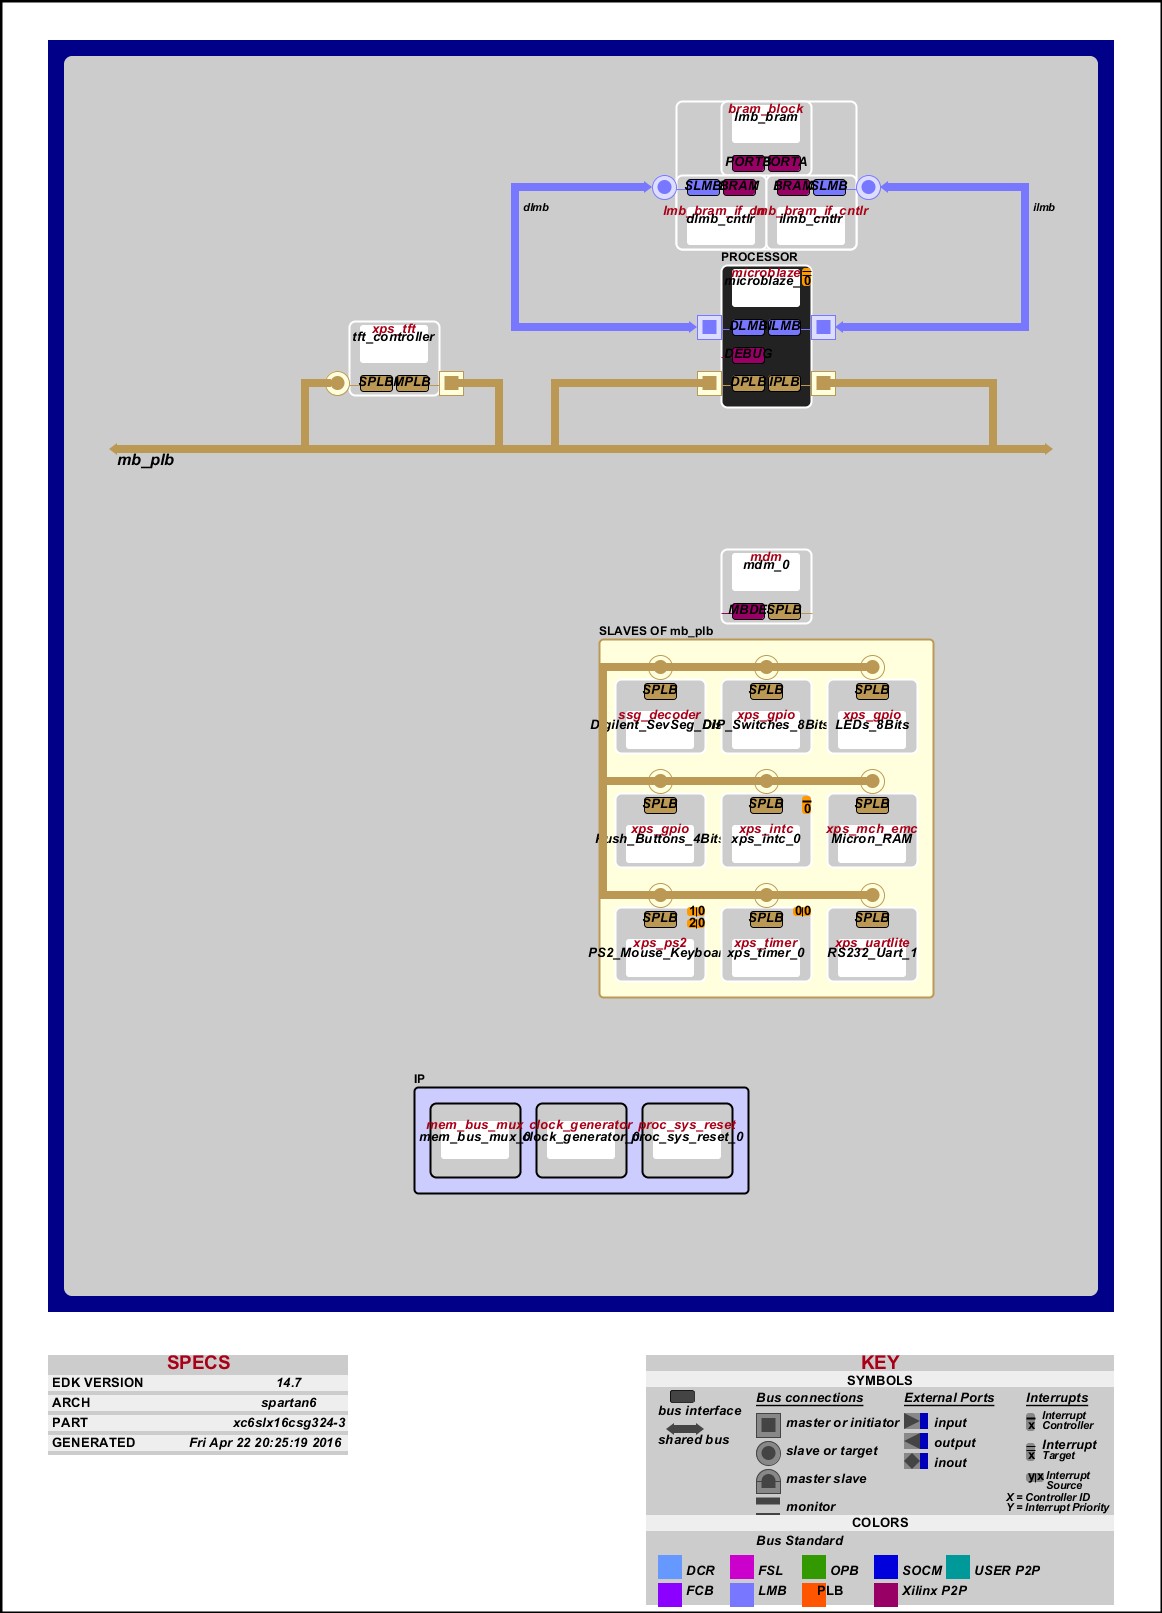 bram_block
lmb_bram
PORTB PORTA
SLMB BRAM BRAM SLMB
lmb_bram_if_cntlr
dlmb_cntlr ilmb_cntlr
dlmb
ilmb
PROCESSOR
microblaze
microblaze_0
0
DLMB ILMB
DEBUG
DPLB IPLB
xps_tft
tft_controller
SPLB MPLB
mb_plb
mdm
mdm_0
SPLB
SLAVES OF mb_plb
SPLB SPLB SPLB
ssg_decoder xps_gpio xps_gpio
Digilent_SevSeg_Dis DIP_Switches_8Bits LEDs_8Bits
SPLB SPLB 0 SPLB
xps_gpio xps_intc xps_mch_emc
Push_Buttons_4Bits xps_intc_0 Micron_RAM
SPLB 1|0 SPLB 0|0 SPLB
2|0
xps_ps2 xps_timer xps_uartlite
PS2_Mouse_Keyboar xps_timer_0 RS232_Uart_1
IP
mem_bus_mux clock_generator proc_sys_reset
mem_bus_mux_0 clock_generator_0 proc_sys_reset_0
SPECS
EDK VERSION 14.7
ARCH spartan6
PART xc6slx16csg324-3
GENERATED Fri Apr 22 20:25:19 2016
KEY
SYMBOLS
Bus connections External Ports Interrupts
bus interface
shared bus
master or initiator
slave or target
master slave
monitor
input
output
inout
x Interrupt
Controller
x Interrupt
Target
y|x Interrupt
Source
X = Controller ID
Y = Interrupt Priority
COLORS
Bus Standard
DCR FSL OPB SOCM USER P2P
FCB LMB PLB Xilinx P2P